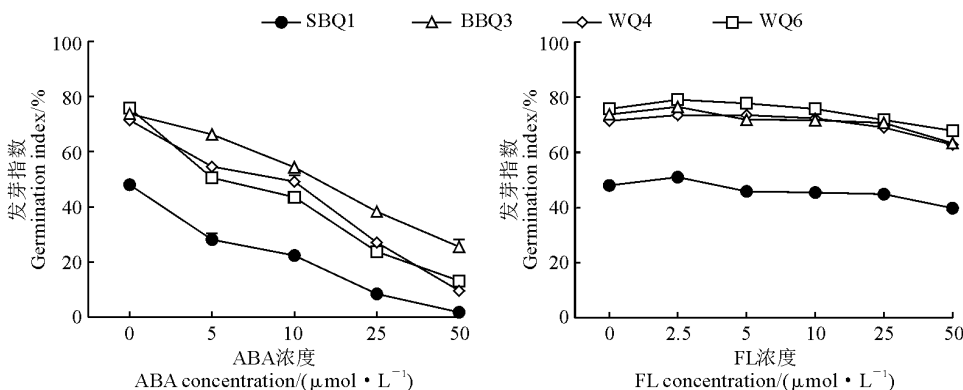 SBQ1 BBQ3 WQ4 WQ6
发芽指数
Germination index/%
100
80
60
40
20
0
0 5 10 25 50
ABA浓度
ABA concentration/(μmol·L⁻¹)
发芽指数
Germination index/%
100
80
60
40
20
0
0 2.5 5 10 25 50
FL浓度
FL concentration/(μmol·L⁻¹)